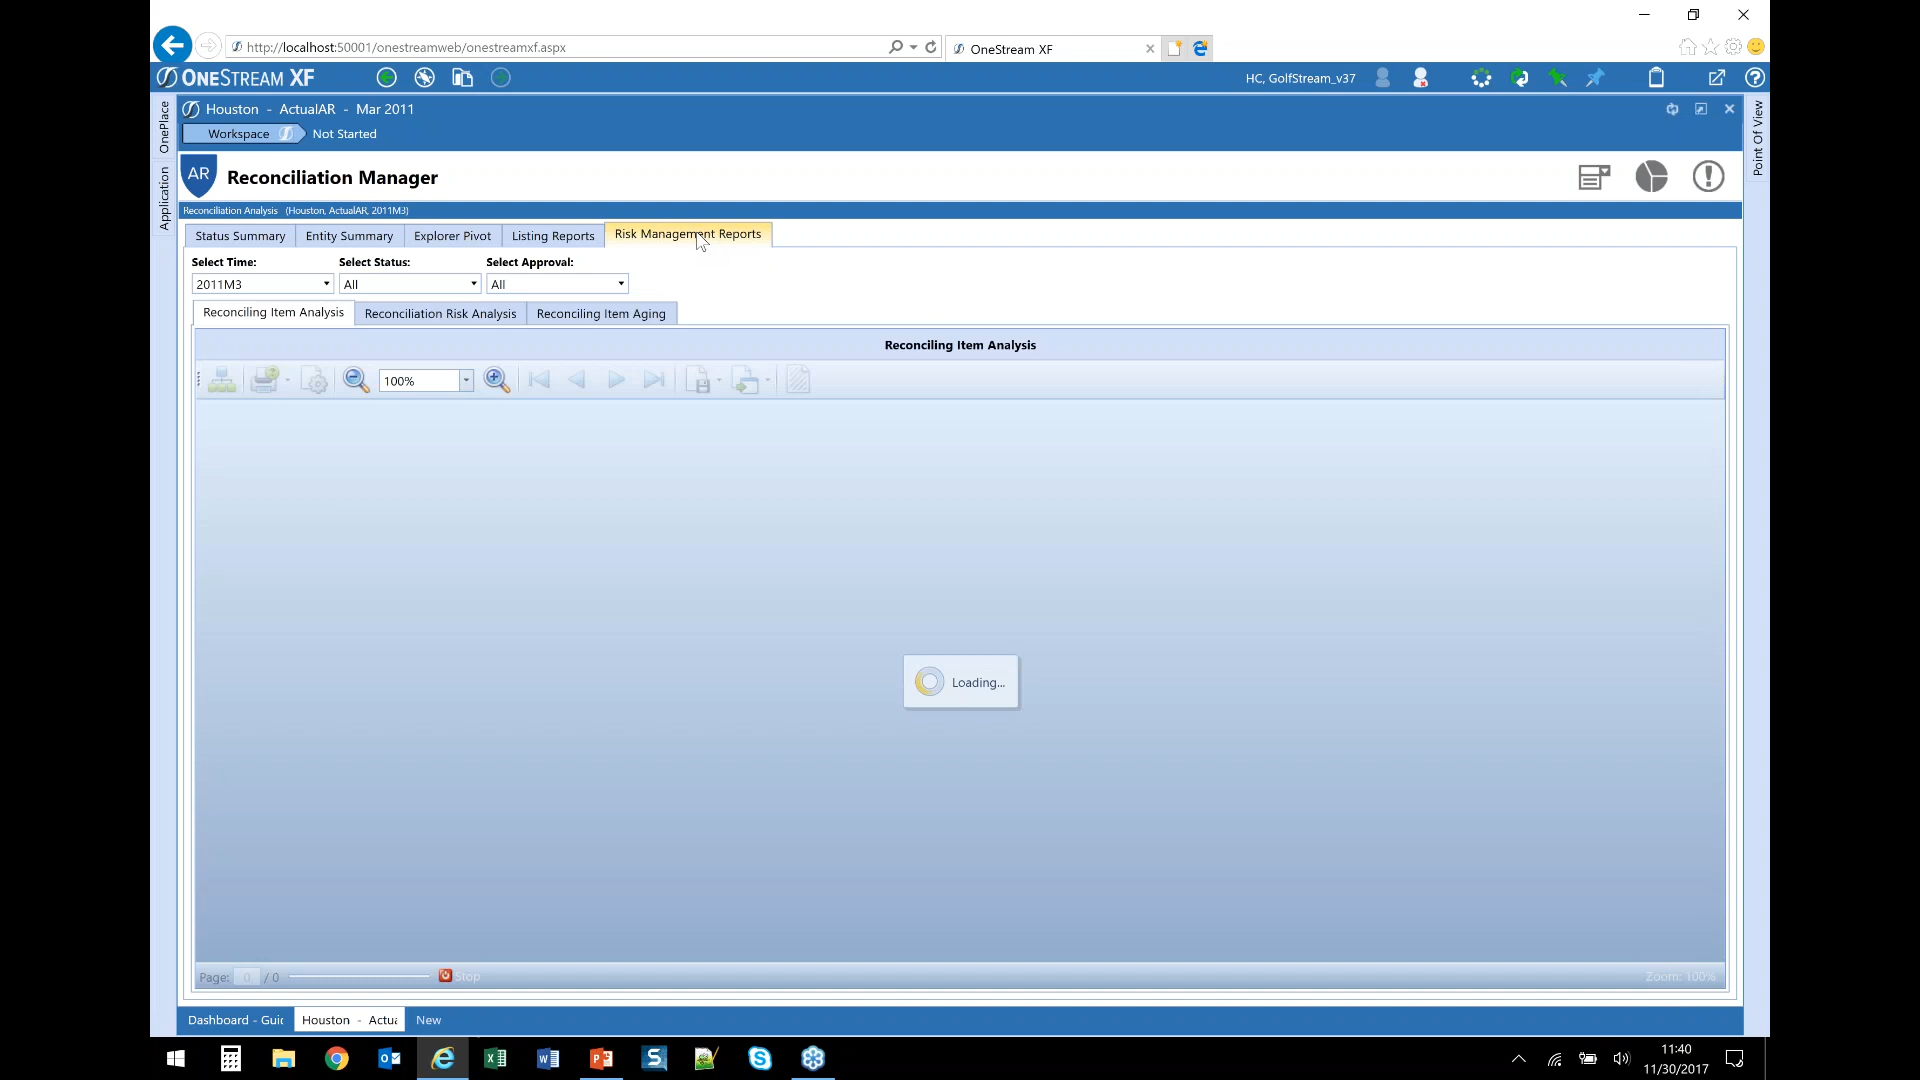 http://localhost:50001/onestreamweb/onestreamxf.aspx
OneStream XF
ONESTREAM XF
HC, GolfStream_v37
OnePlace
Application
Point Of View
Houston - ActualAR - Mar 2011
Workspace
Not Started
AR
Reconciliation Manager
Reconciliation Analysis (Houston, ActualAR, 2011M3)
Status Summary
Entity Summary
Explorer Pivot
Listing Reports
Risk Management Reports
Select Time:
Select Status:
Select Approval:
2011M3
All
All
Reconciling Item Analysis
Reconciliation Risk Analysis
Reconciling Item Aging
Reconciling Item Analysis
100%
Loading...
Page: 0 / 0
Stop
Zoom: 100%
Dashboard - Gui
Houston - Actua
New
11:40
11/30/2017